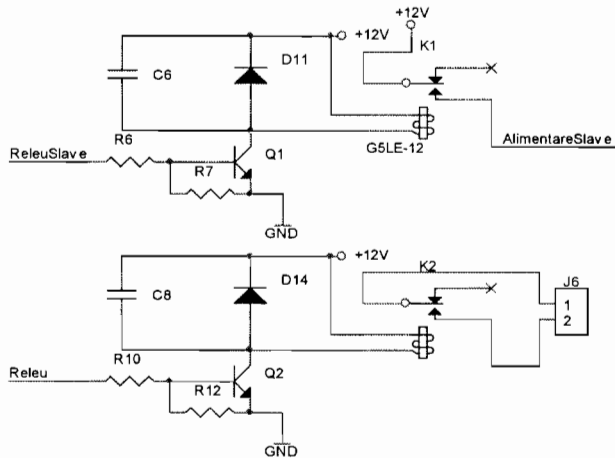 +12V
+12V
K1
C6
D11
R6
G5LE-12
AlimentareSlave
ReleuSlave
R7
Q1
GND
+12V
K2
J6
C8
D14
1
2
R10
Releu
R12
Q2
GND